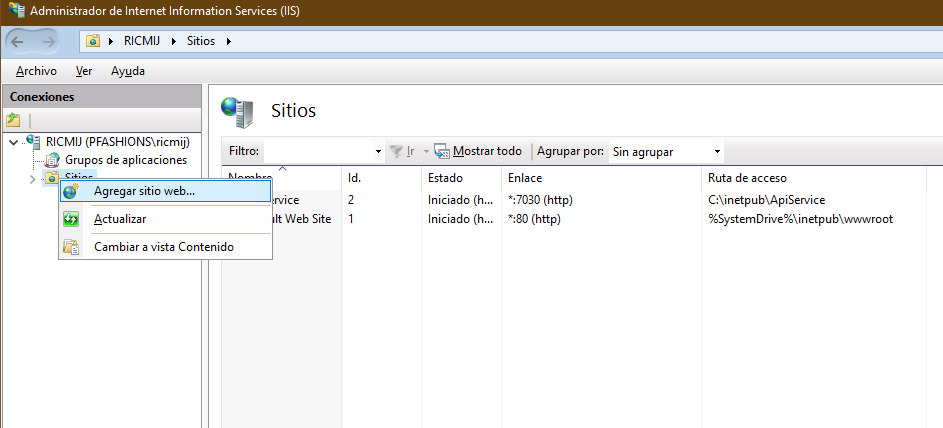 Administrador de Internet Information Services (IIS)
RICMIJ Sitios
Archivo Ver Ayuda
Conexiones
RICMIJ (PFASHIONS\ricmij)
Grupos de aplicaciones
Sitios
Agregar sitio web...
Actualizar
Cambiar a vista Contenido
Sitios
Filtro: Ir Mostrar todo Agrupar por: Sin agrupar
Nombre Id. Estado Enlace Ruta de acceso
ervice 2 Iniciado (h... *:7030 (http) C:\inetpub\ApiService
ult Web Site 1 Iniciado (h... *:80 (http) %SystemDrive%\inetpub\wwwroot